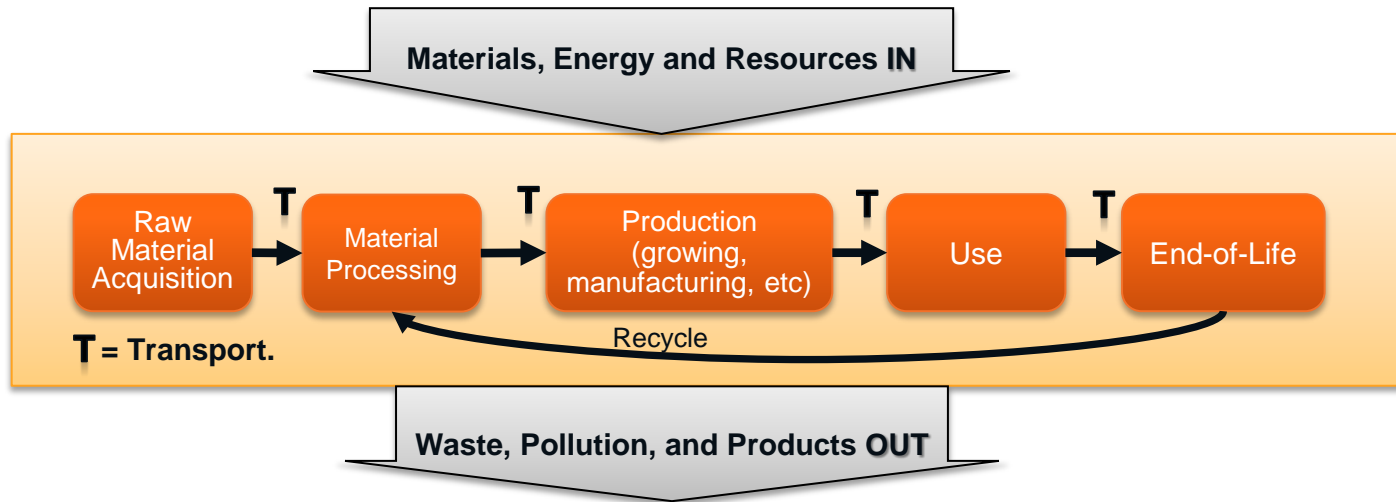 Materials, Energy and Resources IN
T
T
T
T
Raw
Material
Acquisition
Material
Processing
Production
(growing,
manufacturing, etc)
Use
End-of-Life
Recycle
T = Transport.
Waste, Pollution, and Products OUT